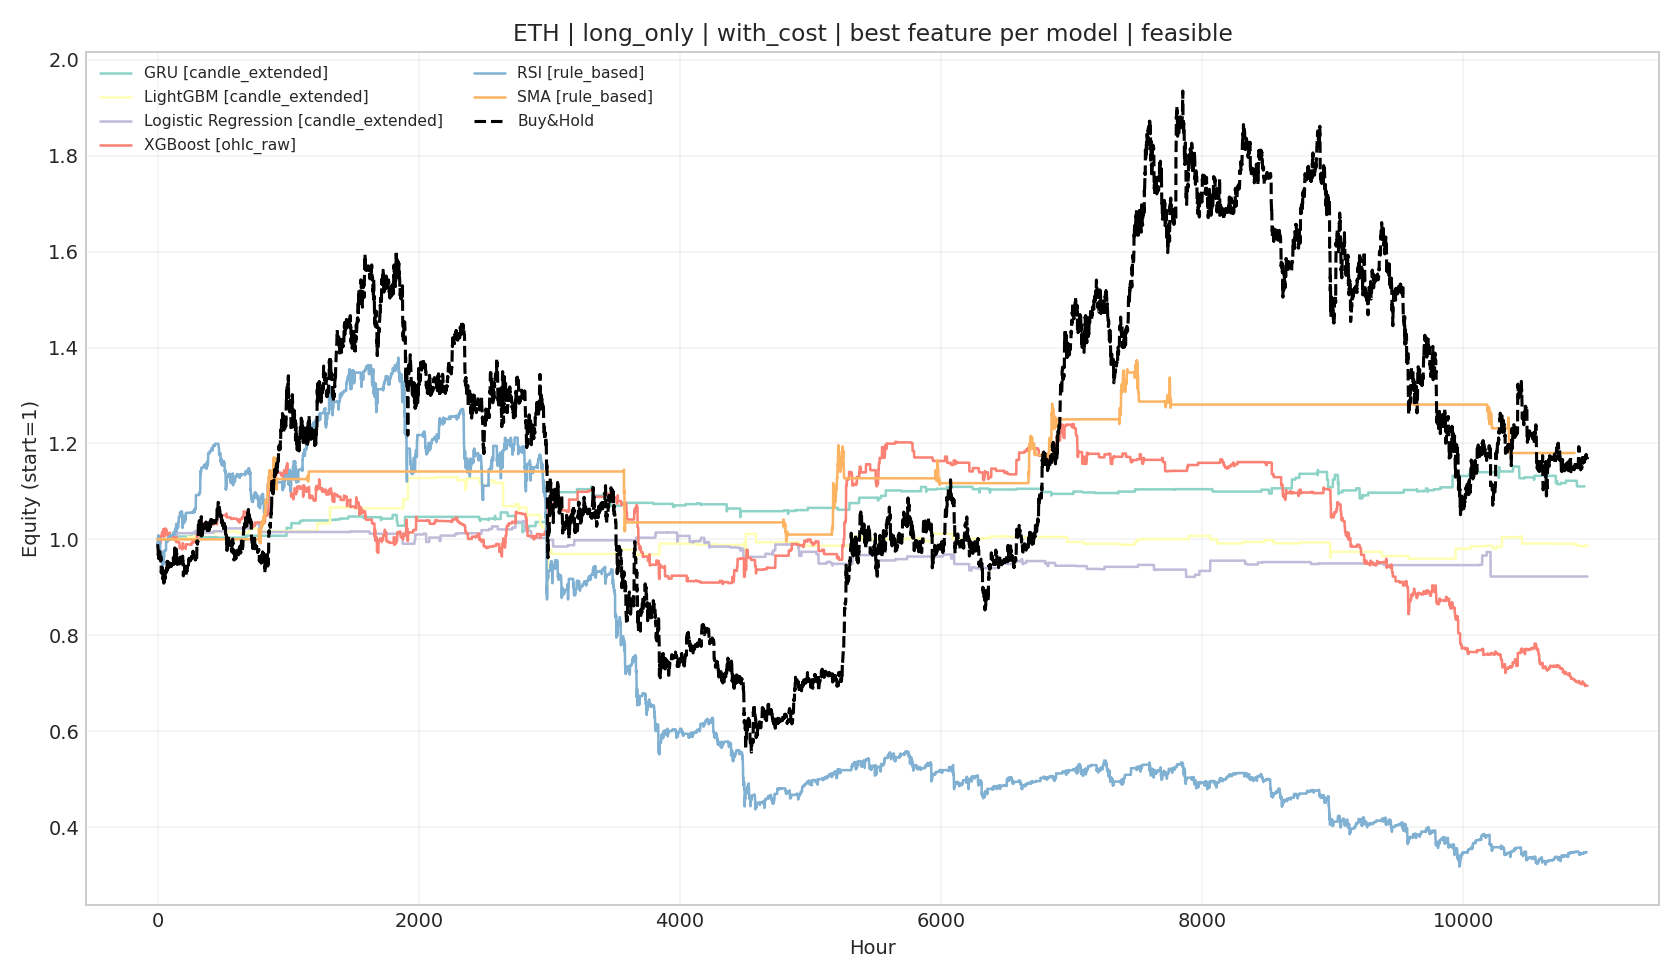 ETH | long_only | with_cost | best feature per model | feasible
GRU [candle_extended]
LightGBM [candle_extended]
Logistic Regression [candle_extended]
XGBoost [ohlc_raw]
RSI [rule_based]
SMA [rule_based]
Buy&Hold
Equity (start=1)
2.0
1.8
1.6
1.4
1.2
1.0
0.8
0.6
0.4
0 2000 4000 6000 8000 10000
Hour